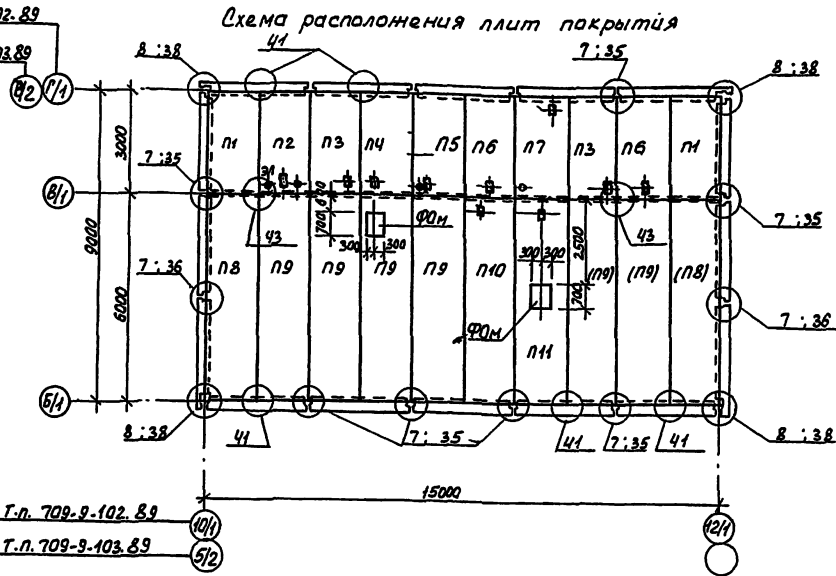 Схема расположения плит покрытия
02.89
03.89
В/2 Г/1
8;38 41 7;35 8;38
3000
П1 П2 П3 П4 П5 П6 П7 П3 П6 П1
7;35
В/1
9000
6000
43 700 ФОм 43 7;35
300 300
2500
300 300
700
7;36
П8 П9 П9 П9 П9 П10 (П9) (П9) (П8)
7;36
ФОм
П11
Б/1
8;38 41 7;35 41 7;35 41 8;38
15000
Т.п. 709-9-102.89 10/1 12/1
Т.п. 709-9-103.89 5/2